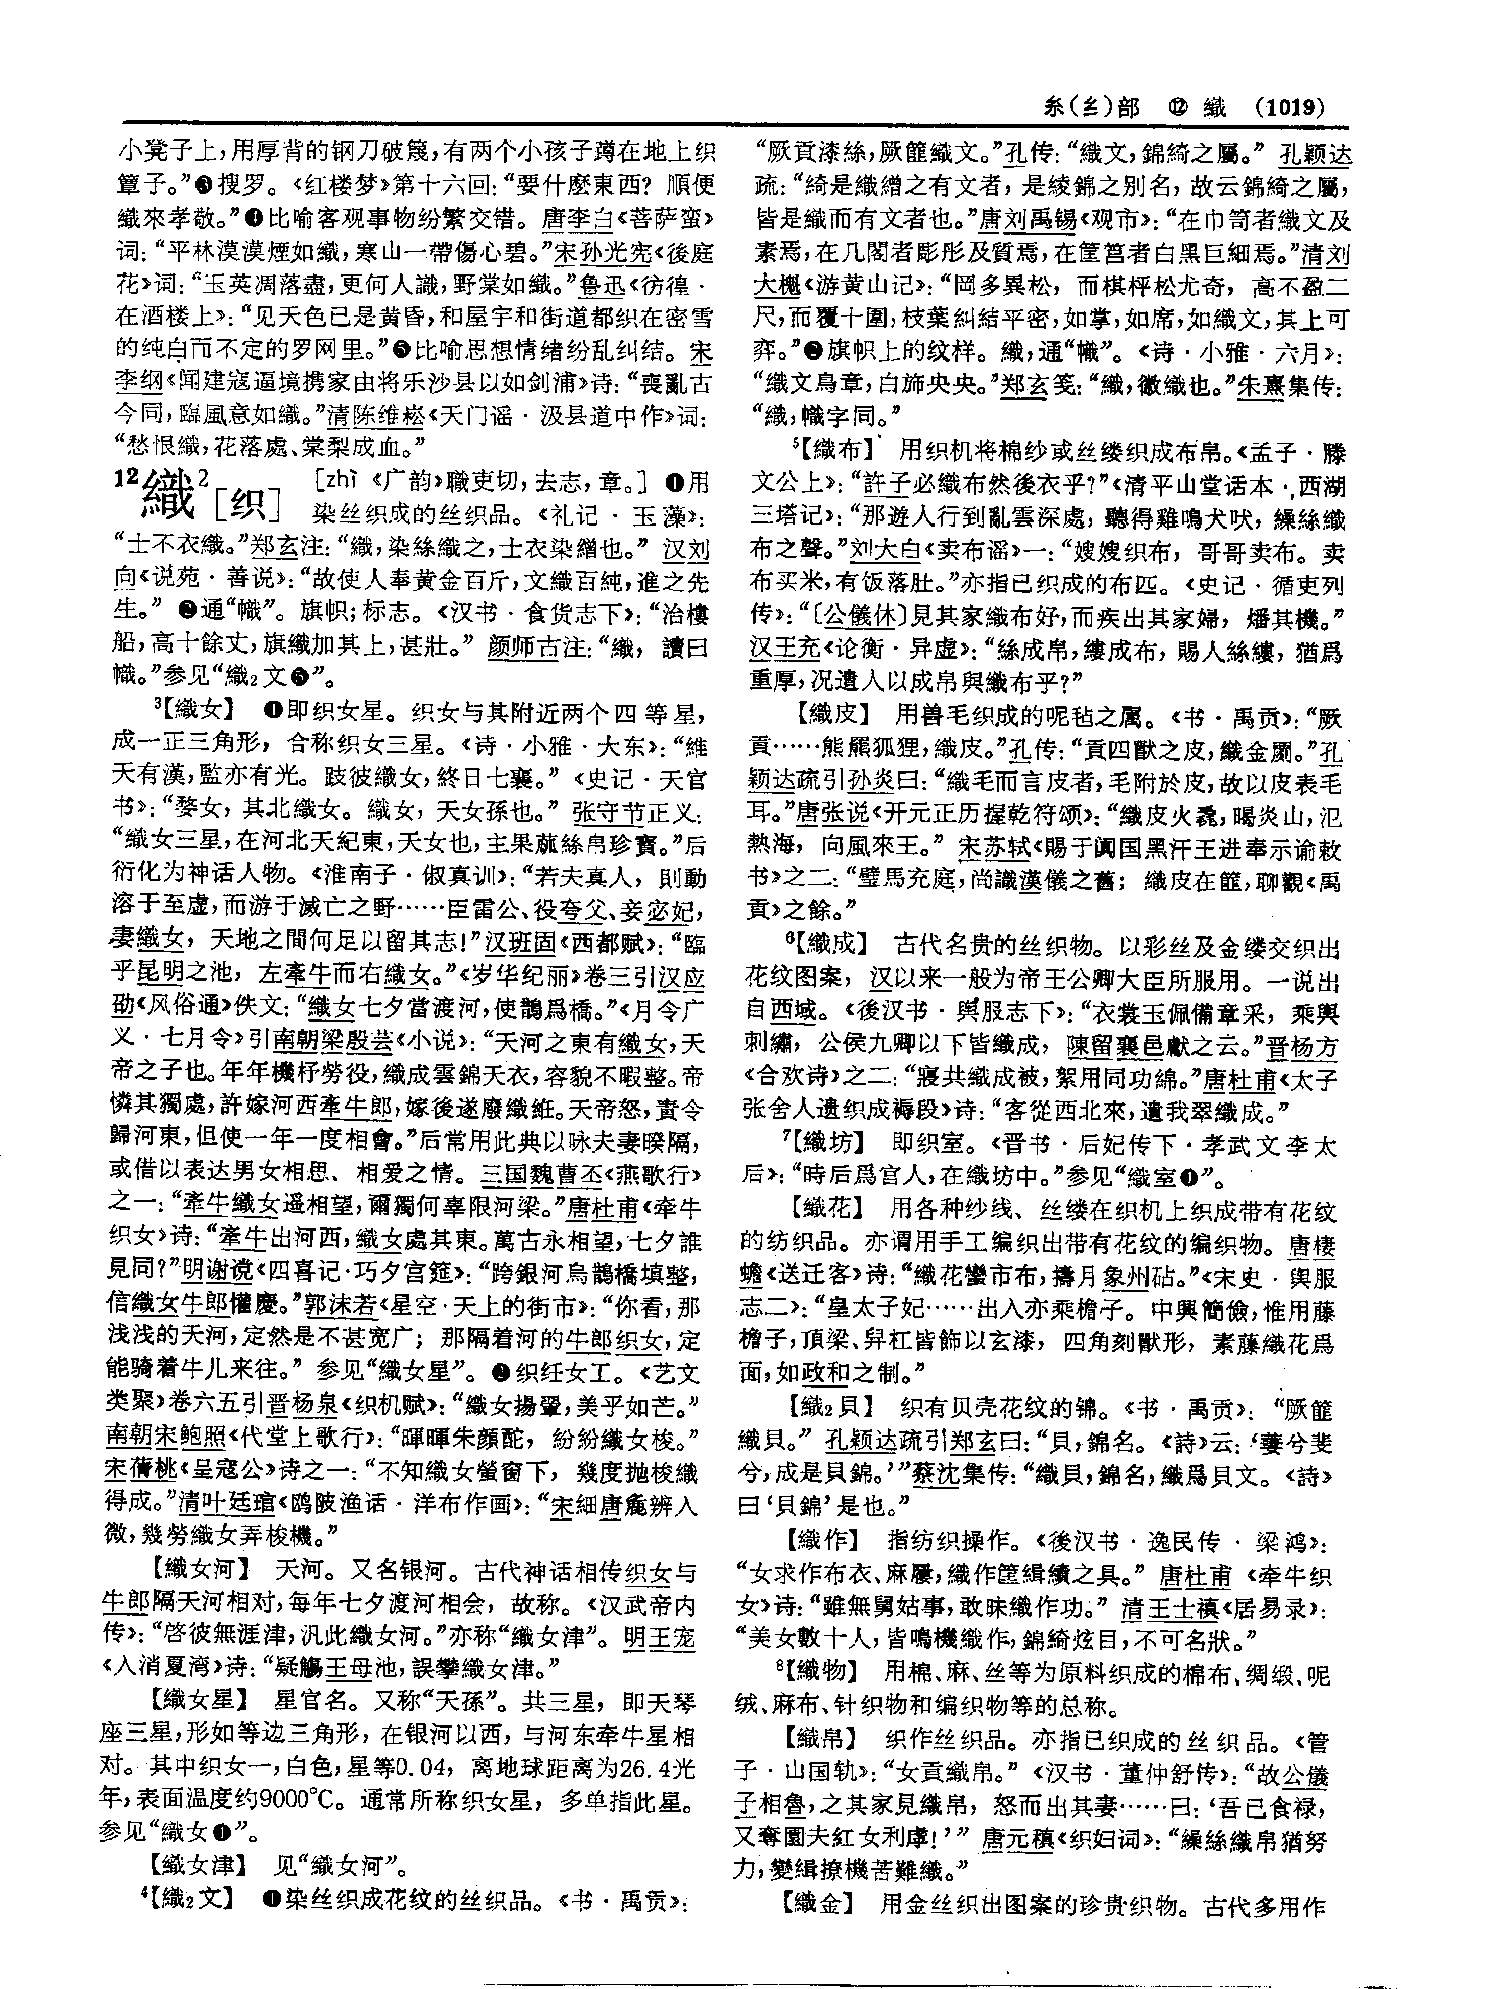 糸(纟)部 ⑫ 織 (1019)
小凳子上，用厚背的钢刀破篾，有两个小孩子蹲在地上织
簟子。”❸搜罗。《红楼梦》第十六回：“要什麽東西？順便
織來孝敬。”❹比喻客观事物纷繁交错。唐李白《菩萨蛮》
词：“平林漠漠煙如織，寒山一帶傷心碧。”宋孙光宪《後庭
花》词：“玉英凋落盡，更何人識，野棠如織。”鲁迅《彷徨·
在酒楼上》：“见天色已是黄昏，和屋宇和街道都织在密雪
的纯白而不定的罗网里。”❺比喻思想情绪纷乱纠结。宋
李纲《闻建寇逼境携家由将乐沙县以如剑浦》诗：“喪亂古
今同，臨風意如織。”清陈维崧《天门谣·汲县道中作》词：
“愁恨織，花落處、棠梨成血。”
12織2［织］ ［zhì《广韵》職吏切，去志，章。］ ❶用
染丝织成的丝织品。《礼记·玉藻》：
“士不衣織。”郑玄注：“織，染絲織之，士衣染繒也。”汉刘
向《说苑·善说》：“故使人奉黄金百斤，文織百純，進之先
生。” ❷通“幟”。旗帜；标志。《汉书·食货志下》：“治樓
船，高十餘丈，旗織加其上，甚壯。” 颜师古注：“織，讀曰
幟。”参见“織₂文❺”。
3【織女】 ❶即织女星。织女与其附近两个四等星，
成一正三角形，合称织女三星。《诗·小雅·大东》：“維
天有漢，監亦有光。跂彼織女，終日七襄。”《史记·天官
书》：“婺女，其北織女。織女，天女孫也。”张守节正义：
“織女三星，在河北天紀東，天女也，主果蓏絲帛珍寶。”后
衍化为神话人物。《淮南子·俶真训》：“若夫真人，則動
溶于至虚，而游于滅亡之野……臣雷公、役夸父、妾宓妃，
妻織女，天地之間何足以留其志！”汉班固《西都赋》：“臨
乎昆明之池，左牽牛而右織女。”《岁华纪丽》卷三引汉应
劭《风俗通》佚文：“織女七夕當渡河，使鵲爲橋。”《月令广
义·七月令》引南朝梁殷芸《小说》：“天河之東有織女，天
帝之子也。年年機杼勞役，織成雲錦天衣，容貌不暇整。帝
憐其獨處，許嫁河西牽牛郎，嫁後遂廢織絍。天帝怒，責令
歸河東，但使一年一度相會。”后常用此典以咏夫妻暌隔，
或借以表达男女相思、相爱之情。三国魏曹丕《燕歌行》
之一：“牽牛織女遥相望，爾獨何辜限河梁。”唐杜甫《牵牛
织女》诗：“牽牛出河西，織女處其東。萬古永相望，七夕誰
見同？”明谢谠《四喜记·巧夕宫筵》：“跨銀河烏鵲橋填整，
信織女牛郎懽慶。”郭沫若《星空·天上的街市》：“你看，那
浅浅的天河，定然是不甚宽广；那隔着河的牛郎织女，定
能骑着牛儿来往。” 参见“織女星”。❷织纴女工。《艺文
类聚》卷六五引晋杨泉《织机赋》：“織女揚翬，美乎如芒。”
南朝宋鲍照《代堂上歌行》：“暉暉朱顔酡，紛紛織女梭。”
宋蒨桃《呈寇公》诗之一：“不知織女螢窗下，幾度抛梭織
得成。”清叶廷琯《鸥陂渔话·洋布作画》：“宋細唐麤辨入
微，幾勞織女弄梭機。”
【織女河】 天河。又名银河。古代神话相传织女与
牛郎隔天河相对，每年七夕渡河相会，故称。《汉武帝内
传》：“啓彼無涯津，汎此織女河。”亦称“織女津”。明王宠
《入消夏湾》诗：“疑觴王母池，誤攀織女津。”
【織女星】 星官名。又称“天孫”。共三星，即天琴
座三星，形如等边三角形，在银河以西，与河东牵牛星相
对。其中织女一，白色，星等0.04，离地球距离为26.4光
年，表面温度约9000℃。通常所称织女星，多单指此星。
参见“織女❶”。
【織女津】 见“織女河”。
4【織₂文】 ❶染丝织成花纹的丝织品。《书·禹贡》：
“厥貢漆絲，厥篚織文。”孔传：“織文，錦綺之屬。” 孔颖达
疏：“綺是織繒之有文者，是綾錦之别名，故云錦綺之屬，
皆是織而有文者也。”唐刘禹锡《观市》：“在巾笥者織文及
素焉，在几閣者彫彤及質焉，在筐筥者白黑巨細焉。”清刘
大櫆《游黄山记》：“岡多異松，而棋枰松尤奇，高不盈二
尺，而覆十圍，枝葉糾結平密，如掌，如席，如織文，其上可
弈。”❷旗帜上的纹样。織，通“幟”。《诗·小雅·六月》：
“織文鳥章，白斾央央。”郑玄笺：“織，徽織也。”朱熹集传：
“織，幟字同。”
5【織布】 用织机将棉纱或丝缕织成布帛。《孟子·滕
文公上》：“許子必織布然後衣乎？”《清平山堂话本·西湖
三塔记》：“那遊人行到亂雲深處，聽得雞鳴犬吠，繰絲織
布之聲。”刘大白《卖布谣》一：“嫂嫂织布，哥哥卖布。卖
布买米，有饭落肚。”亦指已织成的布匹。《史记·循吏列
传》：“〔公儀休〕見其家織布好，而疾出其家婦，燔其機。”
汉王充《论衡·异虚》：“絲成帛，縷成布，賜人絲縷，猶爲
重厚，况遺人以成帛與織布乎？”
【織皮】 用兽毛织成的呢毡之属。《书·禹贡》：“厥
貢……熊羆狐狸，織皮。”孔传：“貢四獸之皮，織金罽。”孔
颖达疏引孙炎曰：“織毛而言皮者，毛附於皮，故以皮表毛
耳。”唐张说《开元正历握乾符颂》：“織皮火毳，暍炎山，氾
熱海，向風來王。” 宋苏轼《賜于阗国黑汗王进奉示谕敕
书》之二：“璧馬充庭，尚識漢儀之舊；織皮在篚，聊觀《禹
貢》之餘。”
6【織成】 古代名贵的丝织物。以彩丝及金缕交织出
花纹图案，汉以来一般为帝王公卿大臣所服用。一说出
自西域。《後汉书·舆服志下》：“衣裳玉佩備章采，乘輿
刺繡，公侯九卿以下皆織成，陳留襄邑獻之云。”晋杨方
《合欢诗》之二：“寢共織成被，絮用同功綿。”唐杜甫《太子
张舍人遗织成褥段》诗：“客從西北來，遺我翠織成。”
7【織坊】 即织室。《晋书·后妃传下·孝武文李太
后》：“時后爲宫人，在織坊中。”参见“織室❶”。
【織花】 用各种纱线、丝缕在织机上织成带有花纹
的纺织品。亦谓用手工编织出带有花纹的编织物。唐棲
蟾《送迁客》诗：“織花蠻市布，擣月象州砧。”《宋史·舆服
志二》：“皇太子妃……出入亦乘檐子。中興簡儉，惟用藤
檐子，頂梁、舁杠皆飾以玄漆，四角刻獸形，素藤織花爲
面，如政和之制。”
【織₂貝】 织有贝壳花纹的锦。《书·禹贡》：“厥篚
織貝。” 孔颖达疏引郑玄曰：“貝，錦名。《詩》云：‘萋兮斐
兮，成是貝錦。’”蔡沈集传：“織貝，錦名，織爲貝文。《詩》
曰‘貝錦’是也。”
【織作】 指纺织操作。《後汉书·逸民传·梁鸿》：
“女求作布衣、麻屨，織作筐緝績之具。” 唐杜甫《牵牛织
女》诗：“雖無舅姑事，敢昧織作功。” 清王士禛《居易录》：
“美女數十人，皆鳴機織作，錦綺炫目，不可名狀。”
8【織物】 用棉、麻、丝等为原料织成的棉布、绸缎、呢
绒、麻布、针织物和编织物等的总称。
【織帛】 织作丝织品。亦指已织成的丝织品。《管
子·山国轨》：“女貢織帛。”《汉书·董仲舒传》：“故公儀
子相魯，之其家見織帛，怒而出其妻……曰：‘吾已食禄，
又奪園夫紅女利虖！’” 唐元稹《织妇词》：“繰絲織帛猶努
力，變緝撩機苦難織。”
【織金】 用金丝织出图案的珍贵织物。古代多用作